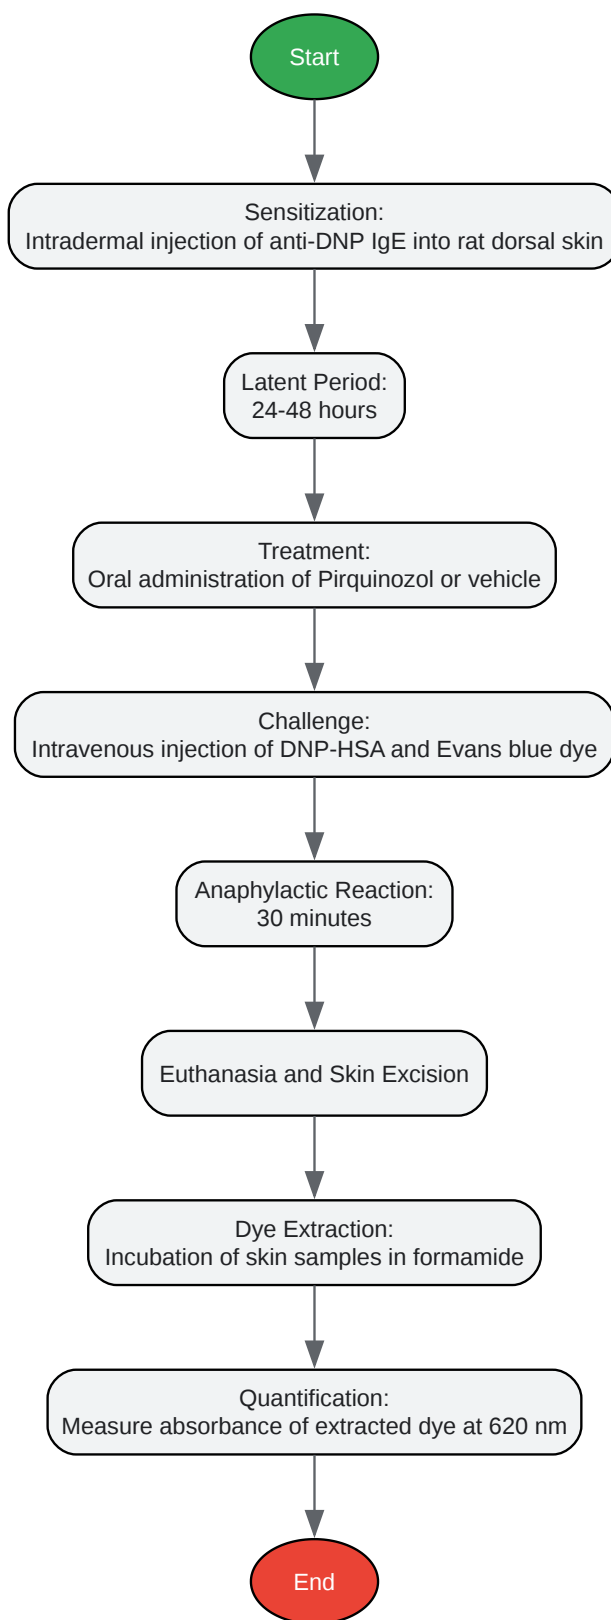 Start
Sensitization:
Intradermal injection of anti-DNP IgE into rat dorsal skin
Latent Period:
24-48 hours
Treatment:
Oral administration of Pirquinozol or vehicle
Challenge:
Intravenous injection of DNP-HSA and Evans blue dye
Anaphylactic Reaction:
30 minutes
Euthanasia and Skin Excision
Dye Extraction:
Incubation of skin samples in formamide
Quantification:
Measure absorbance of extracted dye at 620 nm
End